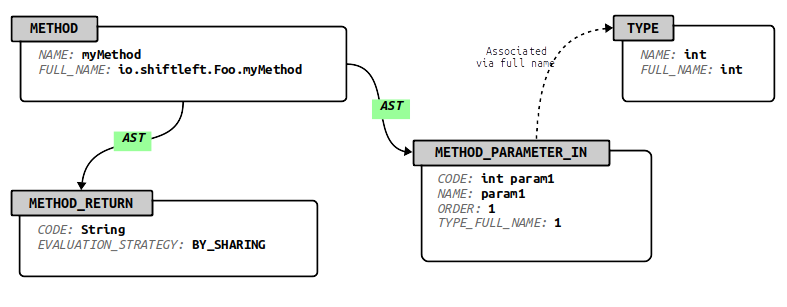 METHOD
NAME: myMethod
FULL_NAME: io.shiftleft.Foo.myMethod
TYPE
NAME: int
FULL_NAME: int
Associated
via full name
AST
AST
METHOD_PARAMETER_IN
CODE: int param1
NAME: param1
ORDER: 1
TYPE_FULL_NAME: 1
METHOD_RETURN
CODE: String
EVALUATION_STRATEGY: BY_SHARING